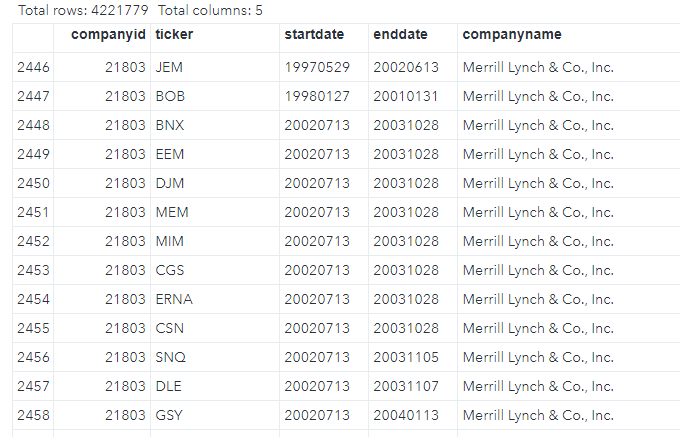 Total rows: 4221779 Total columns: 5
companyid ticker startdate enddate companyname
2446 21803 JEM 19970529 20020613 Merrill Lynch & Co., Inc.
2447 21803 BOB 19980127 20010131 Merrill Lynch & Co., Inc.
2448 21803 BNX 20020713 20031028 Merrill Lynch & Co., Inc.
2449 21803 EEM 20020713 20031028 Merrill Lynch & Co., Inc.
2450 21803 DJM 20020713 20031028 Merrill Lynch & Co., Inc.
2451 21803 MEM 20020713 20031028 Merrill Lynch & Co., Inc.
2452 21803 MIM 20020713 20031028 Merrill Lynch & Co., Inc.
2453 21803 CGS 20020713 20031028 Merrill Lynch & Co., Inc.
2454 21803 ERNA 20020713 20031028 Merrill Lynch & Co., Inc.
2455 21803 CSN 20020713 20031028 Merrill Lynch & Co., Inc.
2456 21803 SNQ 20020713 20031105 Merrill Lynch & Co., Inc.
2457 21803 DLE 20020713 20031107 Merrill Lynch & Co., Inc.
2458 21803 GSY 20020713 20040113 Merrill Lynch & Co., Inc.